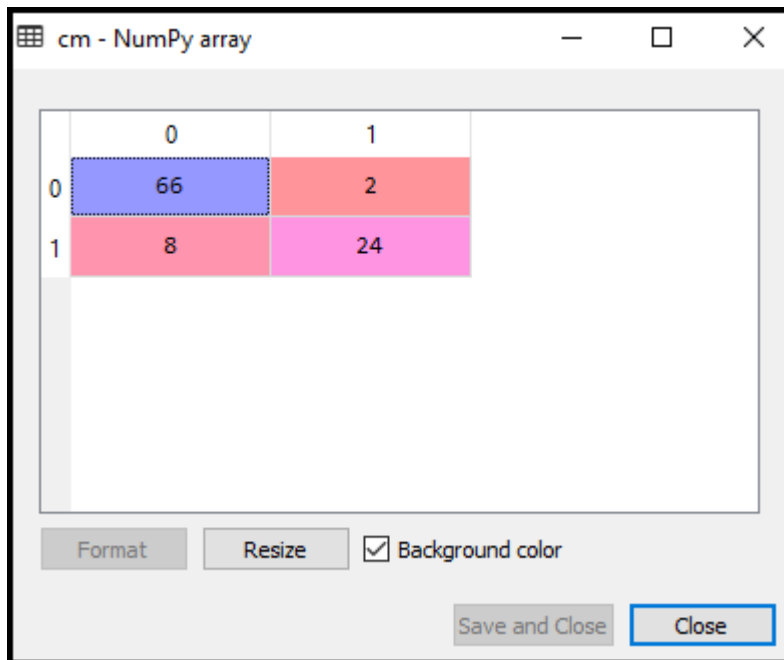 cm - NumPy array
0 1
0 66 2
1 8 24
Format Resize Background color
Save and Close Close